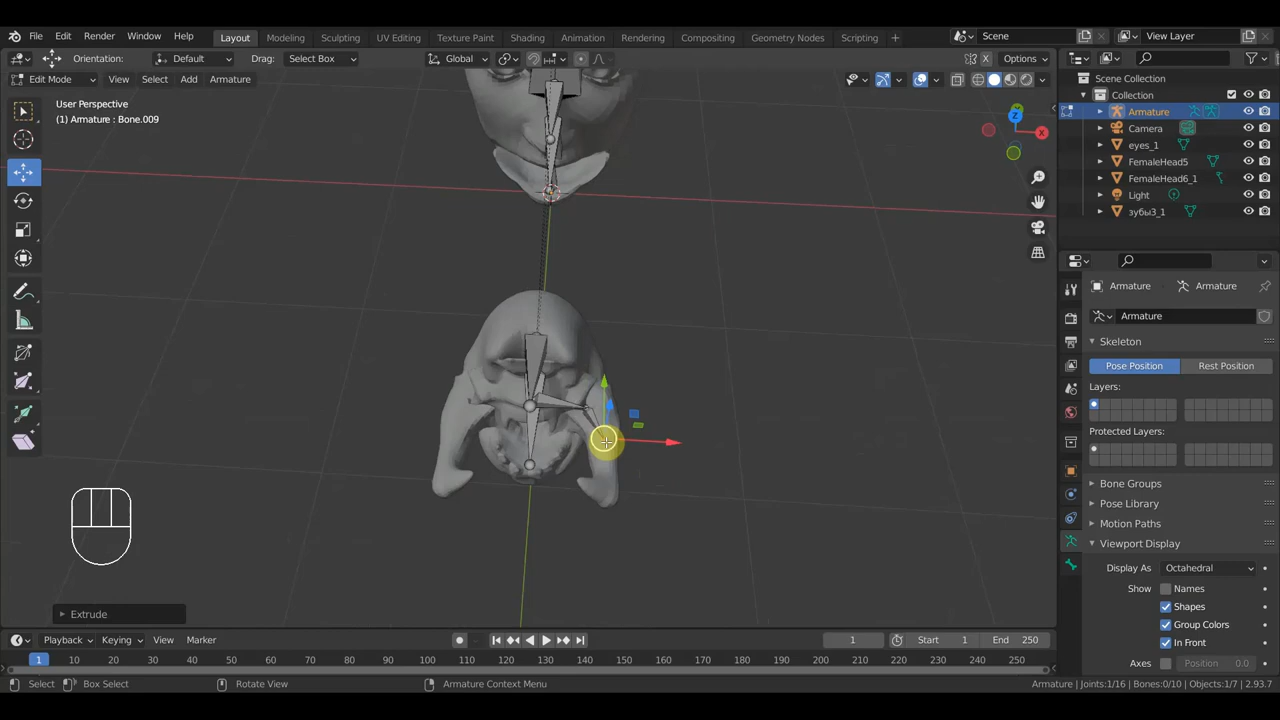 File Edit Render Window Help Layout Modeling Sculpting UV Editing Texture Paint Shading Animation Rendering Compositing Geometry Nodes Scripting + Scene View Layer
Orientation: Default Drag: Select Box Global Options
Edit Mode View Select Add Armature
User Perspective
(1) Armature : Bone.009
X Z X
Scene Collection
Collection
Armature
Camera
eyes_1
FemaleHead5
FemaleHead6_1
Light
зубы3_1
Armature Armature
Armature
Skeleton
Pose Position Rest Position
Layers:
Protected Layers:
Bone Groups
Pose Library
Motion Paths
Viewport Display
Display As Octahedral
Show Names
Shapes
Group Colors
In Front
Axes Position 0.0
Extrude
Playback Keying View Marker 1 Start 1 End 250
1 10 20 30 40 50 60 70 80 90 100 110 120 130 140 150 160 170 180 190 200 210 220 230 240 250
Select Box Select Rotate View Armature Context Menu Armature | Joints:1/16 | Bones:0/10 | Objects:1/7 | 2.93.7